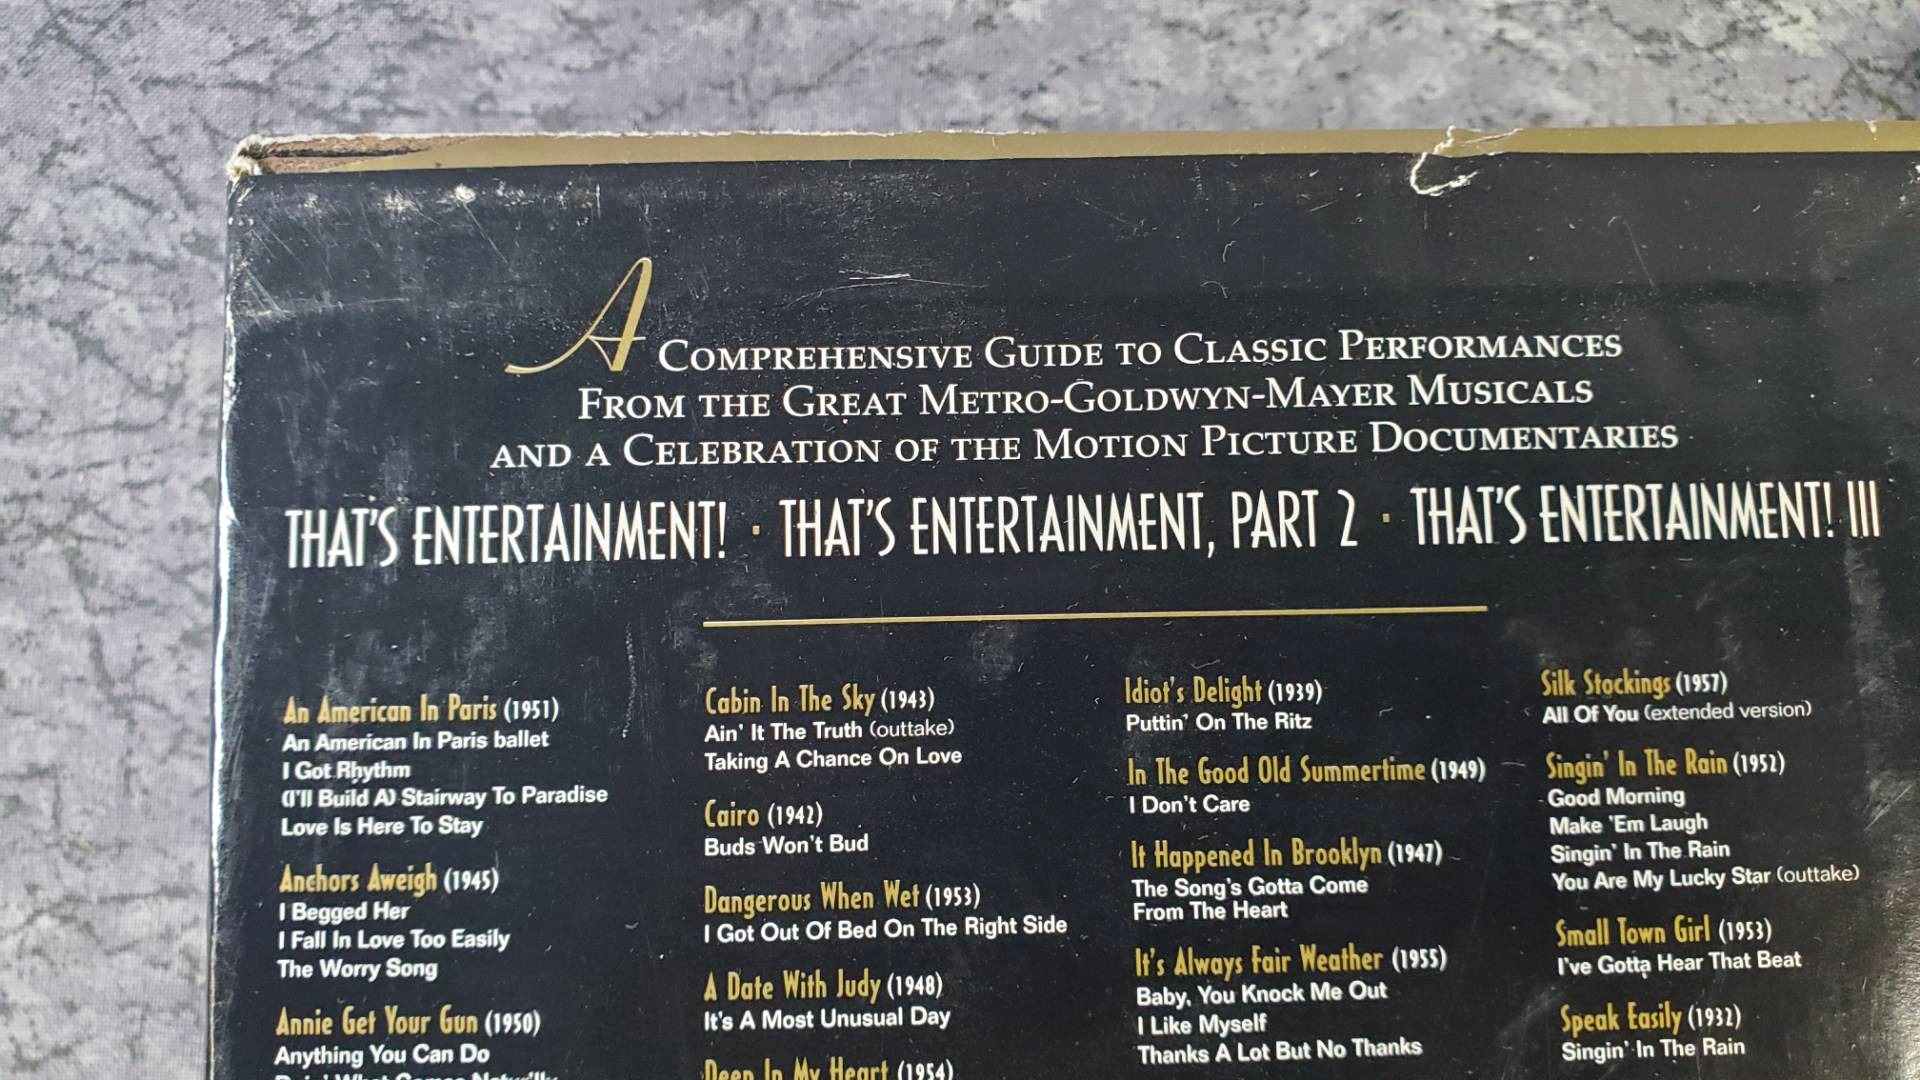 A COMPREHENSIVE GUIDE TO CLASSIC PERFORMANCES
FROM THE GREAT METRO-GOLDWYN-MAYER MUSICALS
AND A CELEBRATION OF THE MOTION PICTURE DOCUMENTARIES
THAT'S ENTERTAINMENT! · THAT'S ENTERTAINMENT, PART 2 · THAT'S ENTERTAINMENT! III
An American In Paris (1951)
An American In Paris ballet
I Got Rhythm
(I'll Build A) Stairway To Paradise
Love Is Here To Stay
Anchors Aweigh (1945)
I Begged Her
I Fall In Love Too Easily
The Worry Song
Annie Get Your Gun (1950)
Anything You Can Do
Doin' What Comes Natur'lly
Cabin In The Sky (1943)
Ain' It The Truth (outtake)
Taking A Chance On Love
Cairo (1942)
Buds Won't Bud
Dangerous When Wet (1953)
I Got Out Of Bed On The Right Side
A Date With Judy (1948)
It's A Most Unusual Day
Deep In My Heart (1954)
Idiot's Delight (1939)
Puttin' On The Ritz
In The Good Old Summertime (1949)
I Don't Care
It Happened In Brooklyn (1947)
The Song's Gotta Come
From The Heart
It's Always Fair Weather (1955)
Baby, You Knock Me Out
I Like Myself
Thanks A Lot But No Thanks
Silk Stockings (1957)
All Of You (extended version)
Singin' In The Rain (1952)
Good Morning
Make 'Em Laugh
Singin' In The Rain
You Are My Lucky Star (outtake)
Small Town Girl (1953)
I've Gotta Hear That Beat
Speak Easily (1932)
Singin' In The Rain